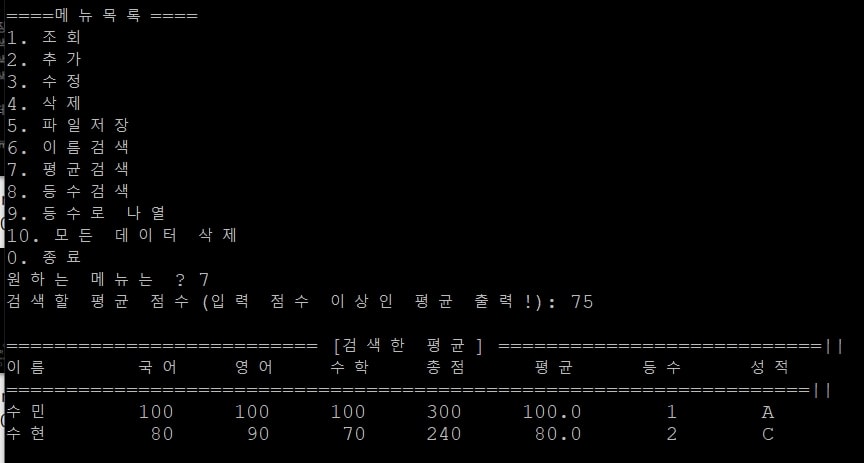 ====메뉴목록====
1. 조회
2. 추가
3. 수정
4. 삭제
5. 파일저장
6. 이름검색
7. 평균검색
8. 등수검색
9. 등수로 나열
10. 모든 데이터 삭제
0. 종료
원하는 메뉴는 ? 7
검색할 평균 점수(입력 점수 이상인 평균 출력!): 75
========================== [검색한 평균] ===========================||
이름 국어 영어 수학 총점 평균 등수 성적
===================================================================||
수민 100 100 100 300 100.0 1 A
수현 80 90 70 240 80.0 2 C